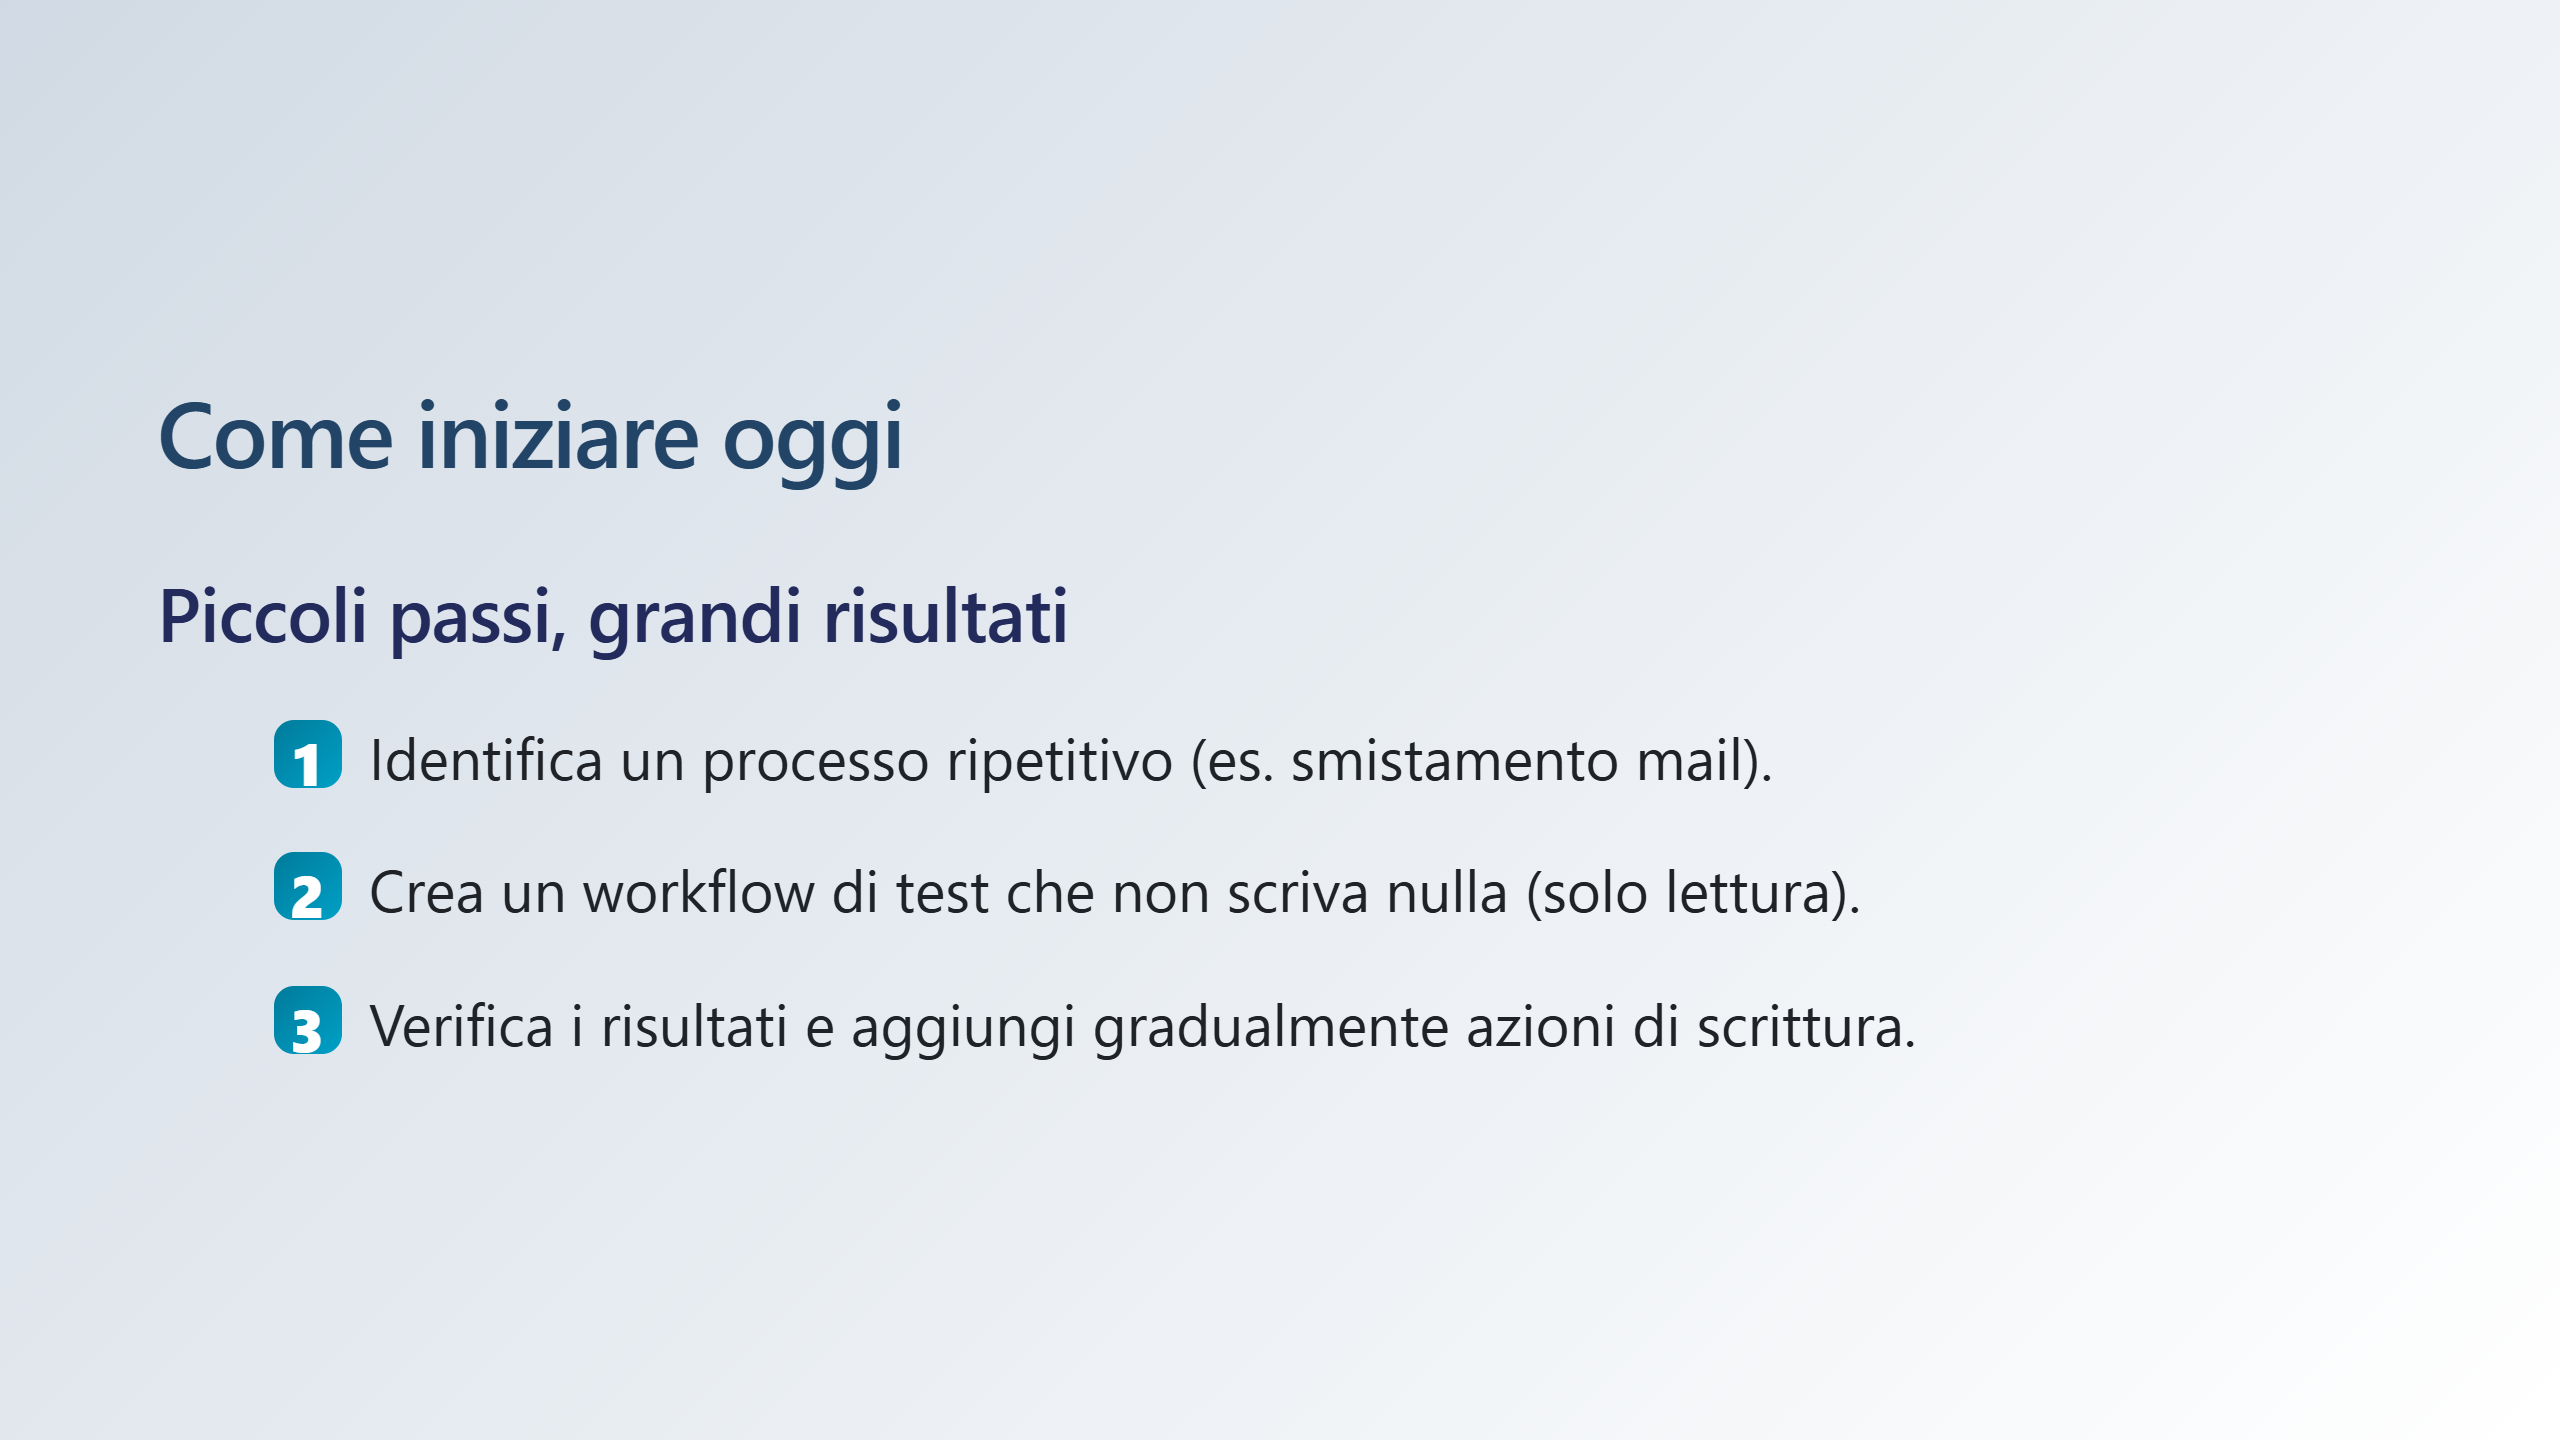 Come iniziare oggi
Piccoli passi, grandi risultati
1 Identifica un processo ripetitivo (es. smistamento mail).
2 Crea un workflow di test che non scriva nulla (solo lettura).
3 Verifica i risultati e aggiungi gradualmente azioni di scrittura.